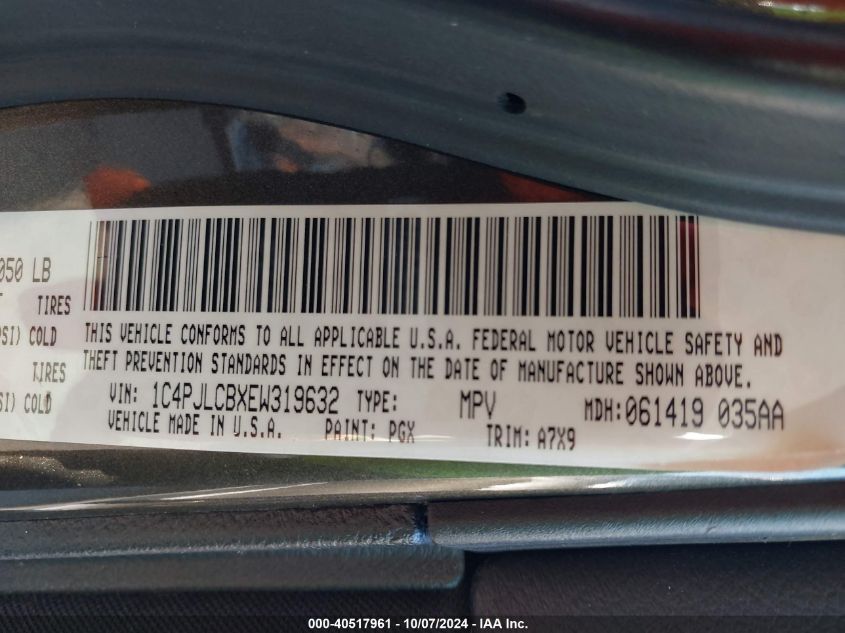 050 LB
TIRES
PSI) COLD
TIRES
SI) COLD
THIS VEHICLE CONFORMS TO ALL APPLICABLE U.S.A. FEDERAL MOTOR VEHICLE SAFETY AND
THEFT PREVENTION STANDARDS IN EFFECT ON THE DATE OF MANUFACTURE SHOWN ABOVE.
VIN: 1C4PJLCBXEW319632 TYPE: MPV MDH:061419 035AA
VEHICLE MADE IN U.S.A. PAINT: PGX TRIM: A7X9
000-40517961 - 10/07/2024 - IAA Inc.